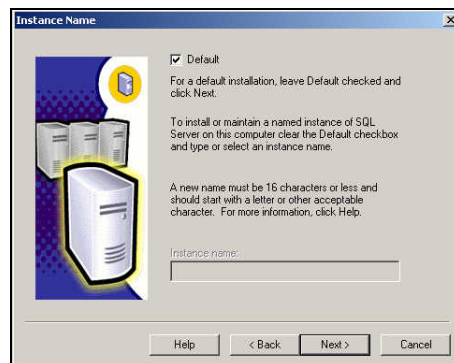 Instance Name
Default
For a default installation, leave Default checked and
click Next.
To install or maintain a named instance of SQL
Server on this computer clear the Default checkbox
and type or select an instance name.
A new name must be 16 characters or less and
should start with a letter or other acceptable
character. For more information, click Help.
Instance name:
Help
< Back
Next >
Cancel